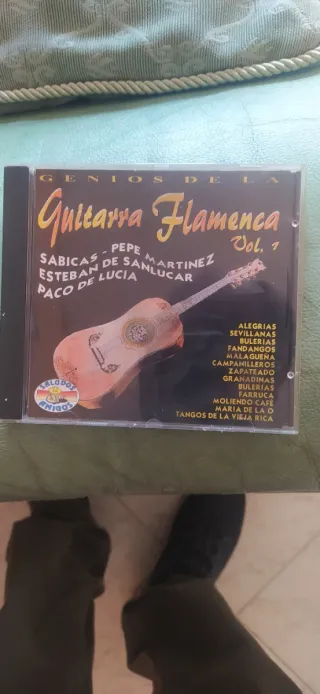 GENIOS DE LA
Guitarra Flamenca
Vol. 1
SABICAS - PEPE MARTINEZ
ESTEBAN DE SANLUCAR
PACO DE LUCIA
ALEGRIAS
SEVILLANAS
BULERIAS
FANDANGOS
MALAGUEÑA
CAMPANILLEROS
ZAPATEADO
GRANADINAS
BULERIAS
FARRUCA
MOLIENDO CAFÉ
MARIA DE LA O
TANGOS DE LA VIEJA RICA
SALUDOS
AMIGOS